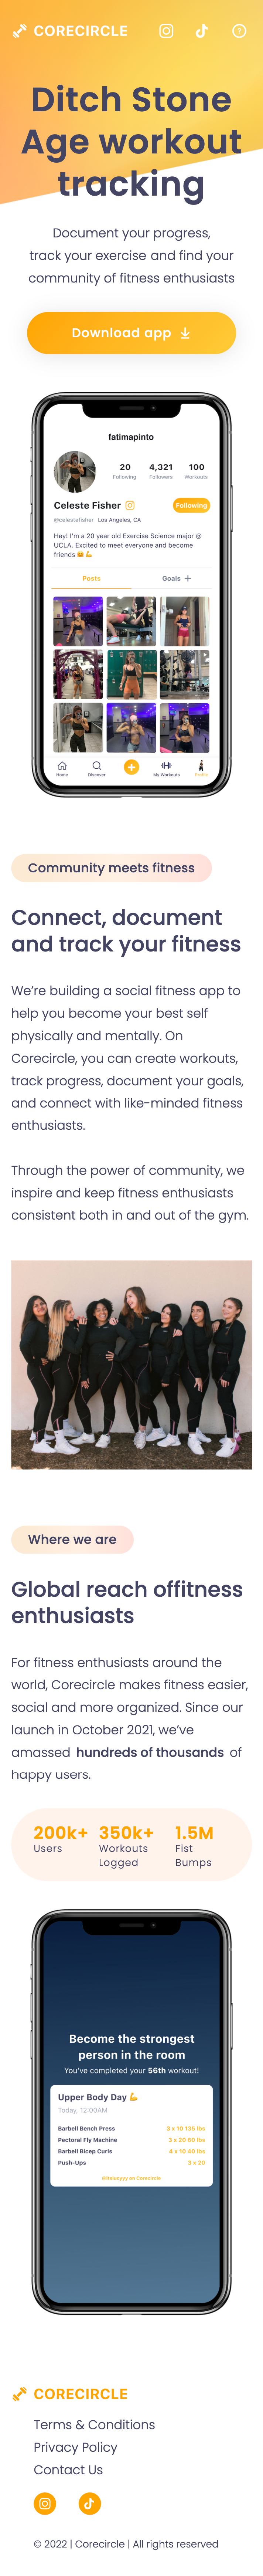 CORECIRCLE
Ditch Stone
Age workout
tracking
Document your progress,
track your exercise and find your
community of fitness enthusiasts
Download app
fatimapinto
20 4,321 100
Following Followers Workouts
Celeste Fisher Following
@celestefisher Los Angeles, CA
Hey! I'm a 20 year old Exercise Science major @
UCLA. Excited to meet everyone and become
friends 😊 💪
Posts Goals +
Home Discover My Workouts Profile
Community meets fitness
Connect, document
and track your fitness
We're building a social fitness app to
help you become your best self
physically and mentally. On
Corecircle, you can create workouts,
track progress, document your goals,
and connect with like-minded fitness
enthusiasts.
Through the power of community, we
inspire and keep fitness enthusiasts
consistent both in and out of the gym.
Where we are
Global reach offitness
enthusiasts
For fitness enthusiasts around the
world, Corecircle makes fitness easier,
social and more organized. Since our
launch in October 2021, we've
amassed hundreds of thousands of
happy users.
200k+ 350k+ 1.5M
Users Workouts Fist
Logged Bumps
Become the strongest
person in the room
You've completed your 56th workout!
Upper Body Day 💪
Today, 12:00AM
Barbell Bench Press 3 x 10 135 lbs
Pectoral Fly Machine 3 x 20 60 lbs
Barbell Bicep Curls 4 x 10 40 lbs
Push-Ups 3 x 20
on Corecircle
CORECIRCLE
Terms & Conditions
Privacy Policy
Contact Us
© 2022 | Corecircle | All rights reserved